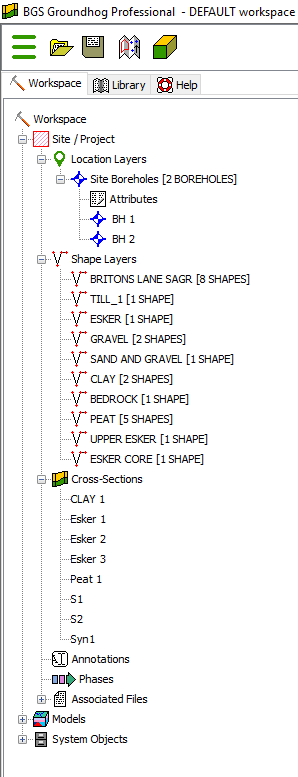 BGS Groundhog Professional - DEFAULT workspace
Workspace Library Help
Workspace
Site / Project
Location Layers
Site Boreholes [2 BOREHOLES]
Attributes
BH 1
BH 2
Shape Layers
BRITONS LANE SAGR [8 SHAPES]
TILL_1 [1 SHAPE]
ESKER [1 SHAPE]
GRAVEL [2 SHAPES]
SAND AND GRAVEL [1 SHAPE]
CLAY [2 SHAPES]
BEDROCK [1 SHAPE]
PEAT [5 SHAPES]
UPPER ESKER [1 SHAPE]
ESKER CORE [1 SHAPE]
Cross-Sections
CLAY 1
Esker 1
Esker 2
Esker 3
Peat 1
S1
S2
Syn1
Annotations
Phases
Associated Files
Models
System Objects